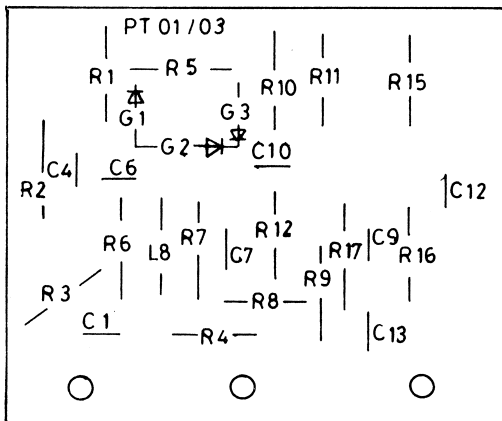 PT 01/03
R1 R5 R10 R11 R15
G1 G3
G2 C10
R2 C4 C6 C12
R6 L8 R7 C7 R12 R17 C9 R16
R3 R8 R9
C1 R4 C13